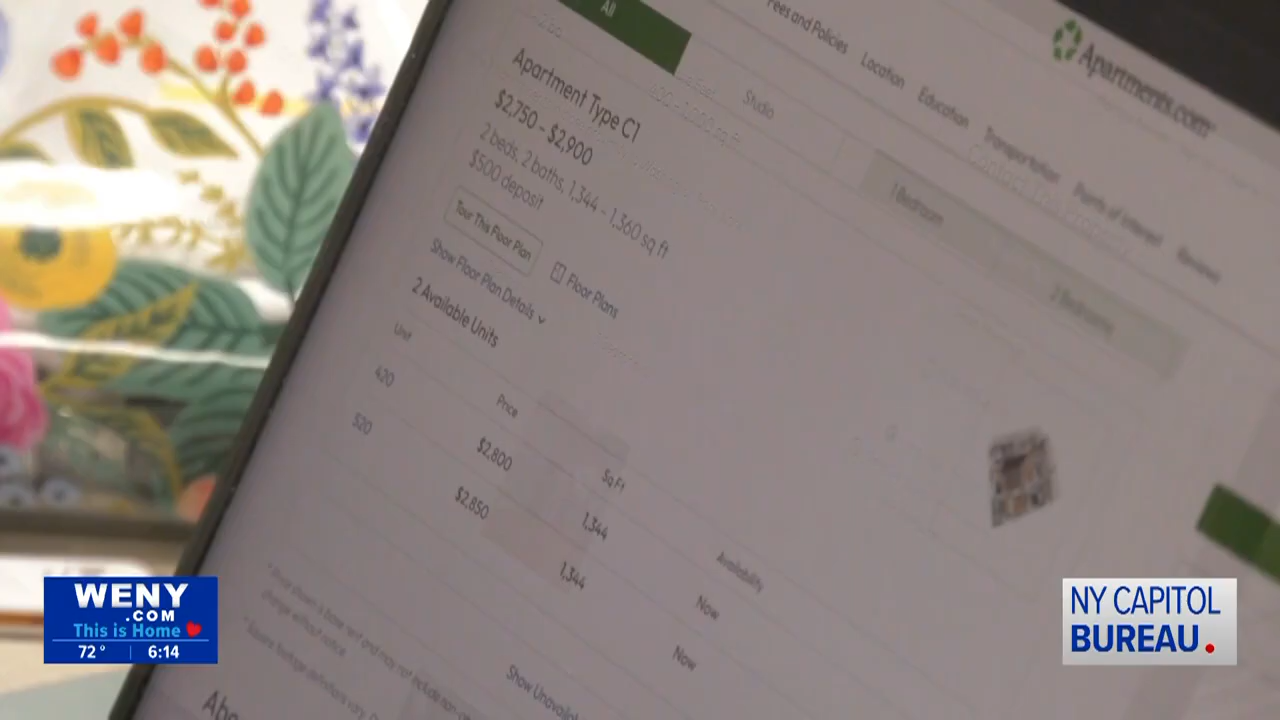 Apartments.com
Fees and Policies Location Education Transportation Points of Interest Reviews
All Studio 1 Bedroom 2 Bedrooms
Apartment Type C1
$2,750 - $2,900
2 beds, 2 baths, 1,344 - 1,360 sq ft
$500 deposit
Tour This Floor Plan
Floor Plans
Show Floor Plan Details
2 Available Units
Unit Price Sq Ft Availability
420 $2,800 1,344 Now
520 $2,850 1,344 Now
change without notice.
WENY
.COM
This is Home
72° 6:14
NY CAPITOL
BUREAU.